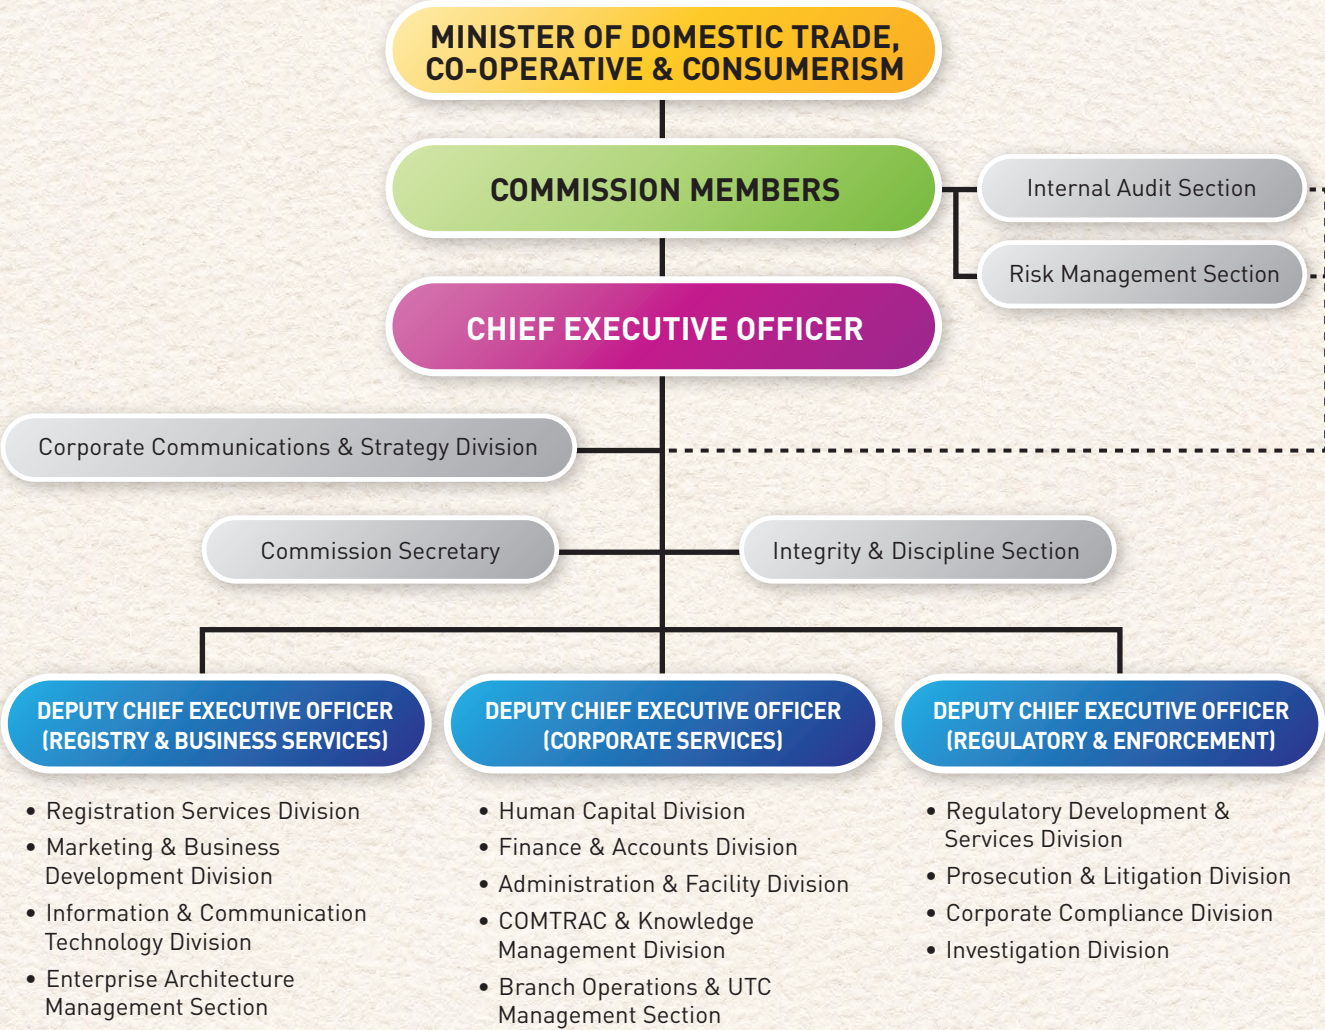 MINISTER OF DOMESTIC TRADE,
CO-OPERATIVE & CONSUMERISM
COMMISSION MEMBERS
Internal Audit Section
Risk Management Section
CHIEF EXECUTIVE OFFICER
Corporate Communications & Strategy Division
Commission Secretary
Integrity & Discipline Section
DEPUTY CHIEF EXECUTIVE OFFICER
(REGISTRY & BUSINESS SERVICES)
• Registration Services Division
• Marketing & Business
Development Division
• Information & Communication
Technology Division
• Enterprise Architecture
Management Section
DEPUTY CHIEF EXECUTIVE OFFICER
(CORPORATE SERVICES)
• Human Capital Division
• Finance & Accounts Division
• Administration & Facility Division
• COMTRAC & Knowledge
Management Division
• Branch Operations & UTC
Management Section
DEPUTY CHIEF EXECUTIVE OFFICER
(REGULATORY & ENFORCEMENT)
• Regulatory Development &
Services Division
• Prosecution & Litigation Division
• Corporate Compliance Division
• Investigation Division